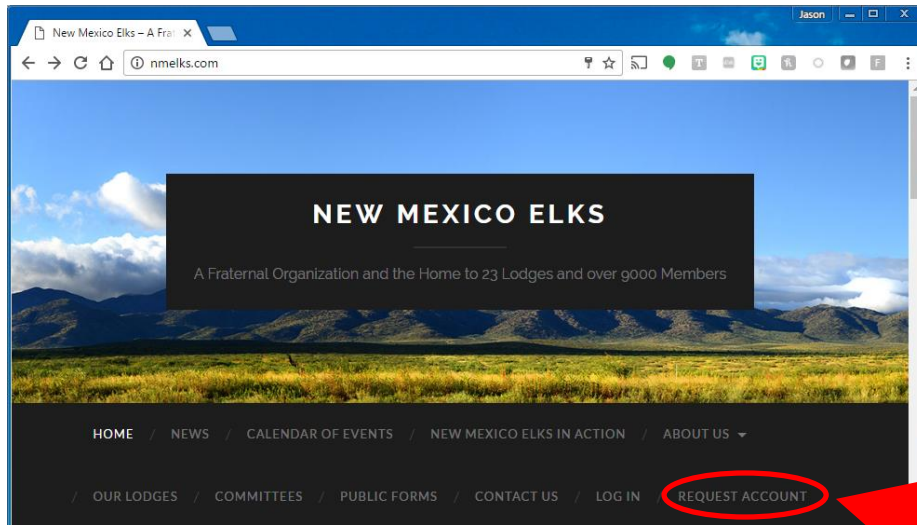 Jason
New Mexico Elks – A Fra
nmelks.com
NEW MEXICO ELKS
A Fraternal Organization and the Home to 23 Lodges and over 9000 Members
HOME / NEWS / CALENDAR OF EVENTS / NEW MEXICO ELKS IN ACTION / ABOUT US
/ OUR LODGES / COMMITTEES / PUBLIC FORMS / CONTACT US / LOG IN / REQUEST ACCOUNT